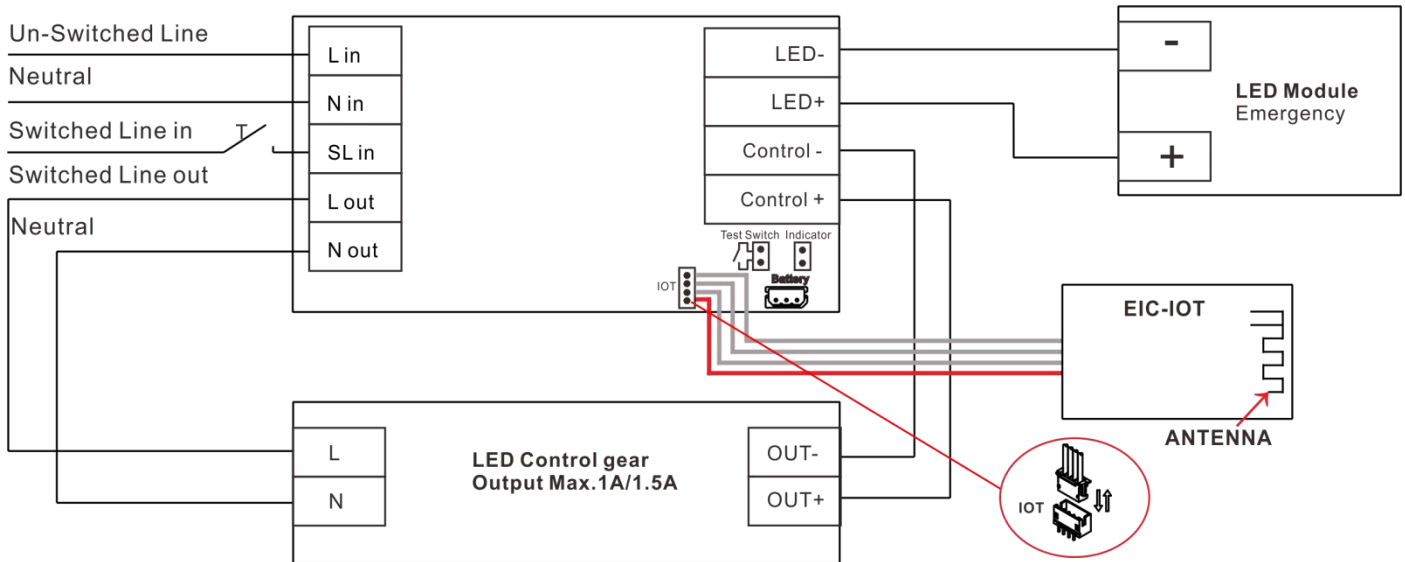 Un-Switched Line
Neutral
Switched Line in
Switched Line out
Neutral
L in
N in
SL in
L out
N out
LED-
LED+
Control -
Control +
Test Switch Indicator
Battery
IOT
-
+
LED Module
Emergency
EIC-IOT
ANTENNA
IOT
L
N
LED Control gear
Output Max.1A/1.5A
OUT-
OUT+